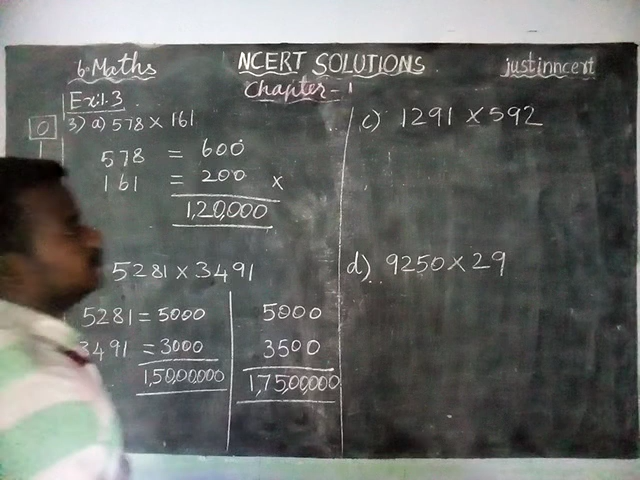 6. Maths NCERT SOLUTIONS justinncert
Chapter - 1
Ex:1.3
0
3) a) 578 × 161
578 = 600
161 = 200 ×
1,20,000
5281 × 3491
5281 = 5000
3491 = 3000
1,50,00,000
5000
3500
1,75,00,000
c) 1291 × 592
d) 9250 × 29